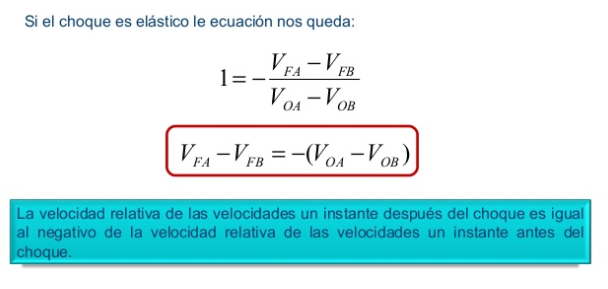 Si el choque es elástico le ecuación nos queda:
1 = − (V_FA − V_FB) / (V_OA − V_OB)
V_FA − V_FB = −(V_OA − V_OB)
La velocidad relativa de las velocidades un instante después del choque es igual
al negativo de la velocidad relativa de las velocidades un instante antes del
choque.